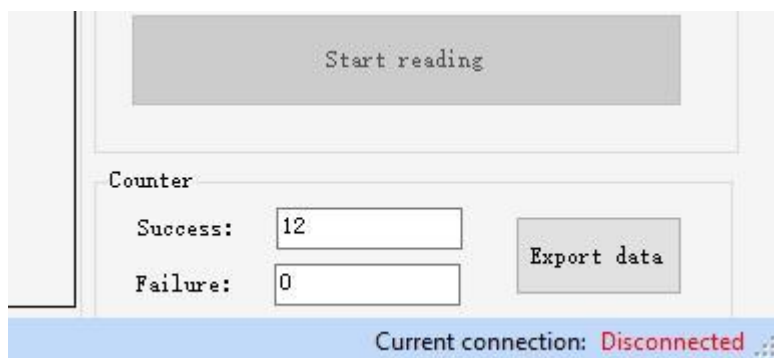 Start reading
Counter
Success: 12
Export data
Failure: 0
Current connection: Disconnected